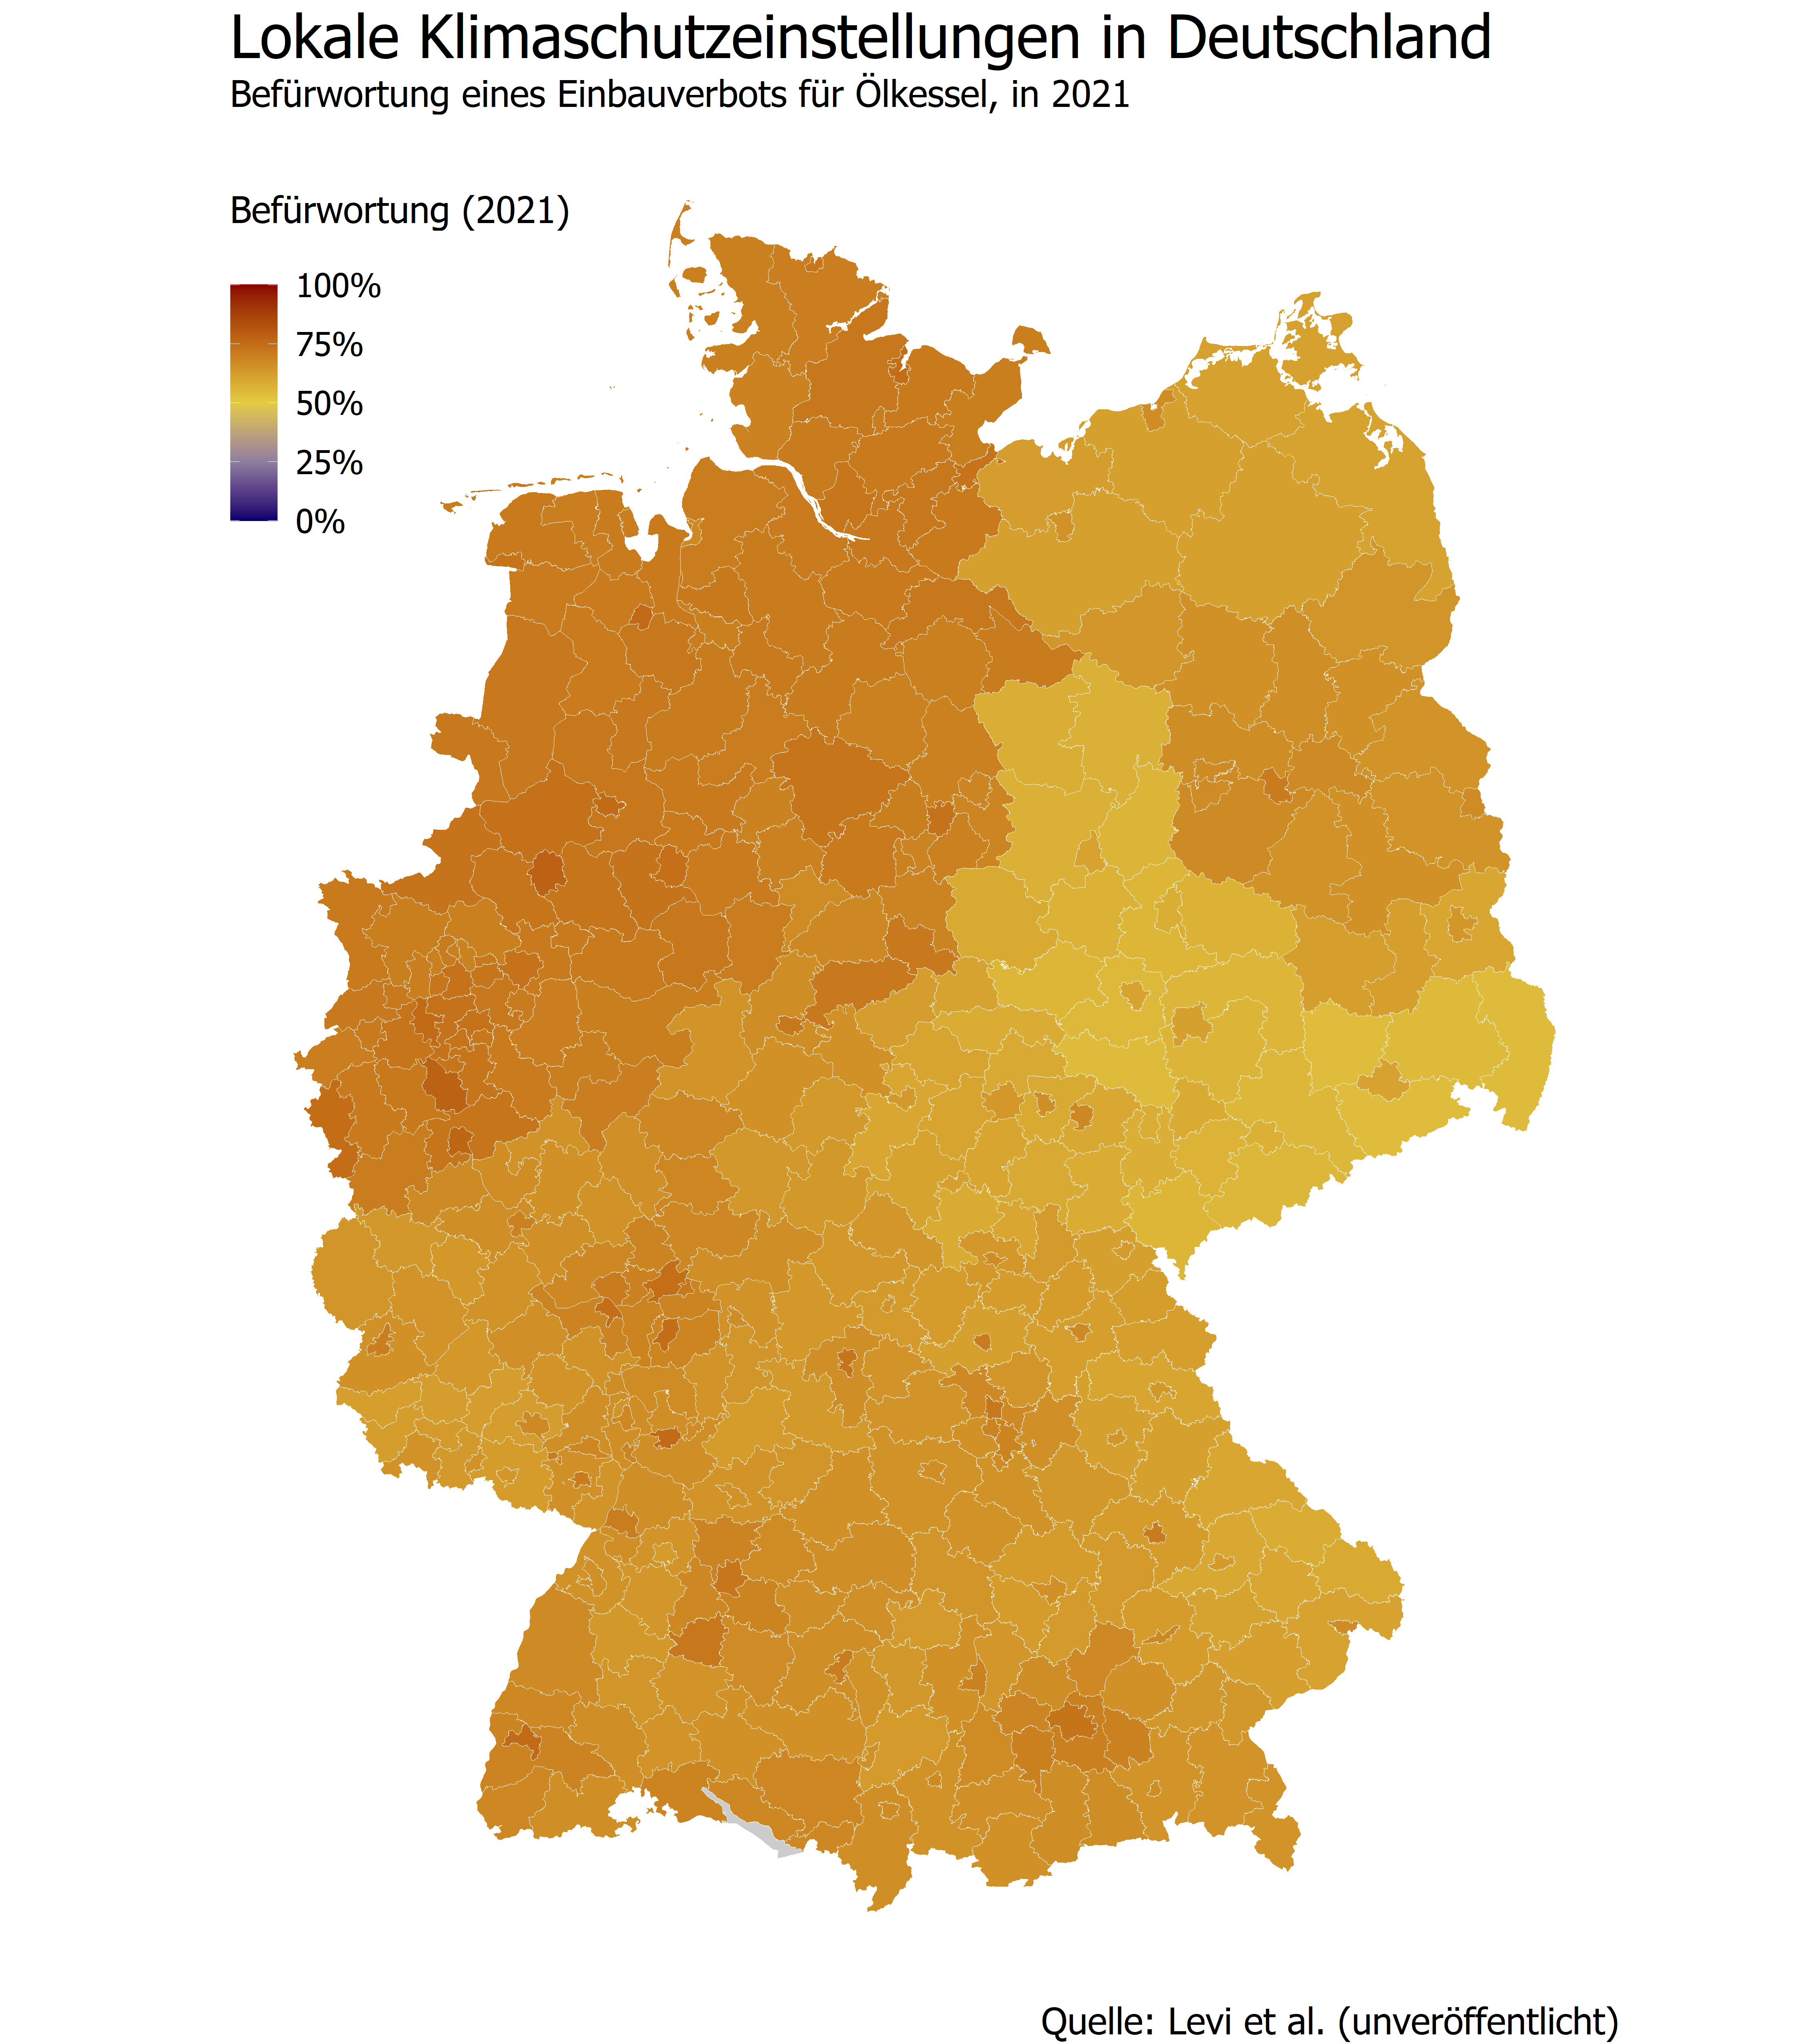 Lokale Klimaschutzeinstellungen in Deutschland
Befürwortung eines Einbauverbots für Ölkessel, in 2021
Befürwortung (2021)
100%
75%
50%
25%
0%
Quelle: Levi et al. (unveröffentlicht)